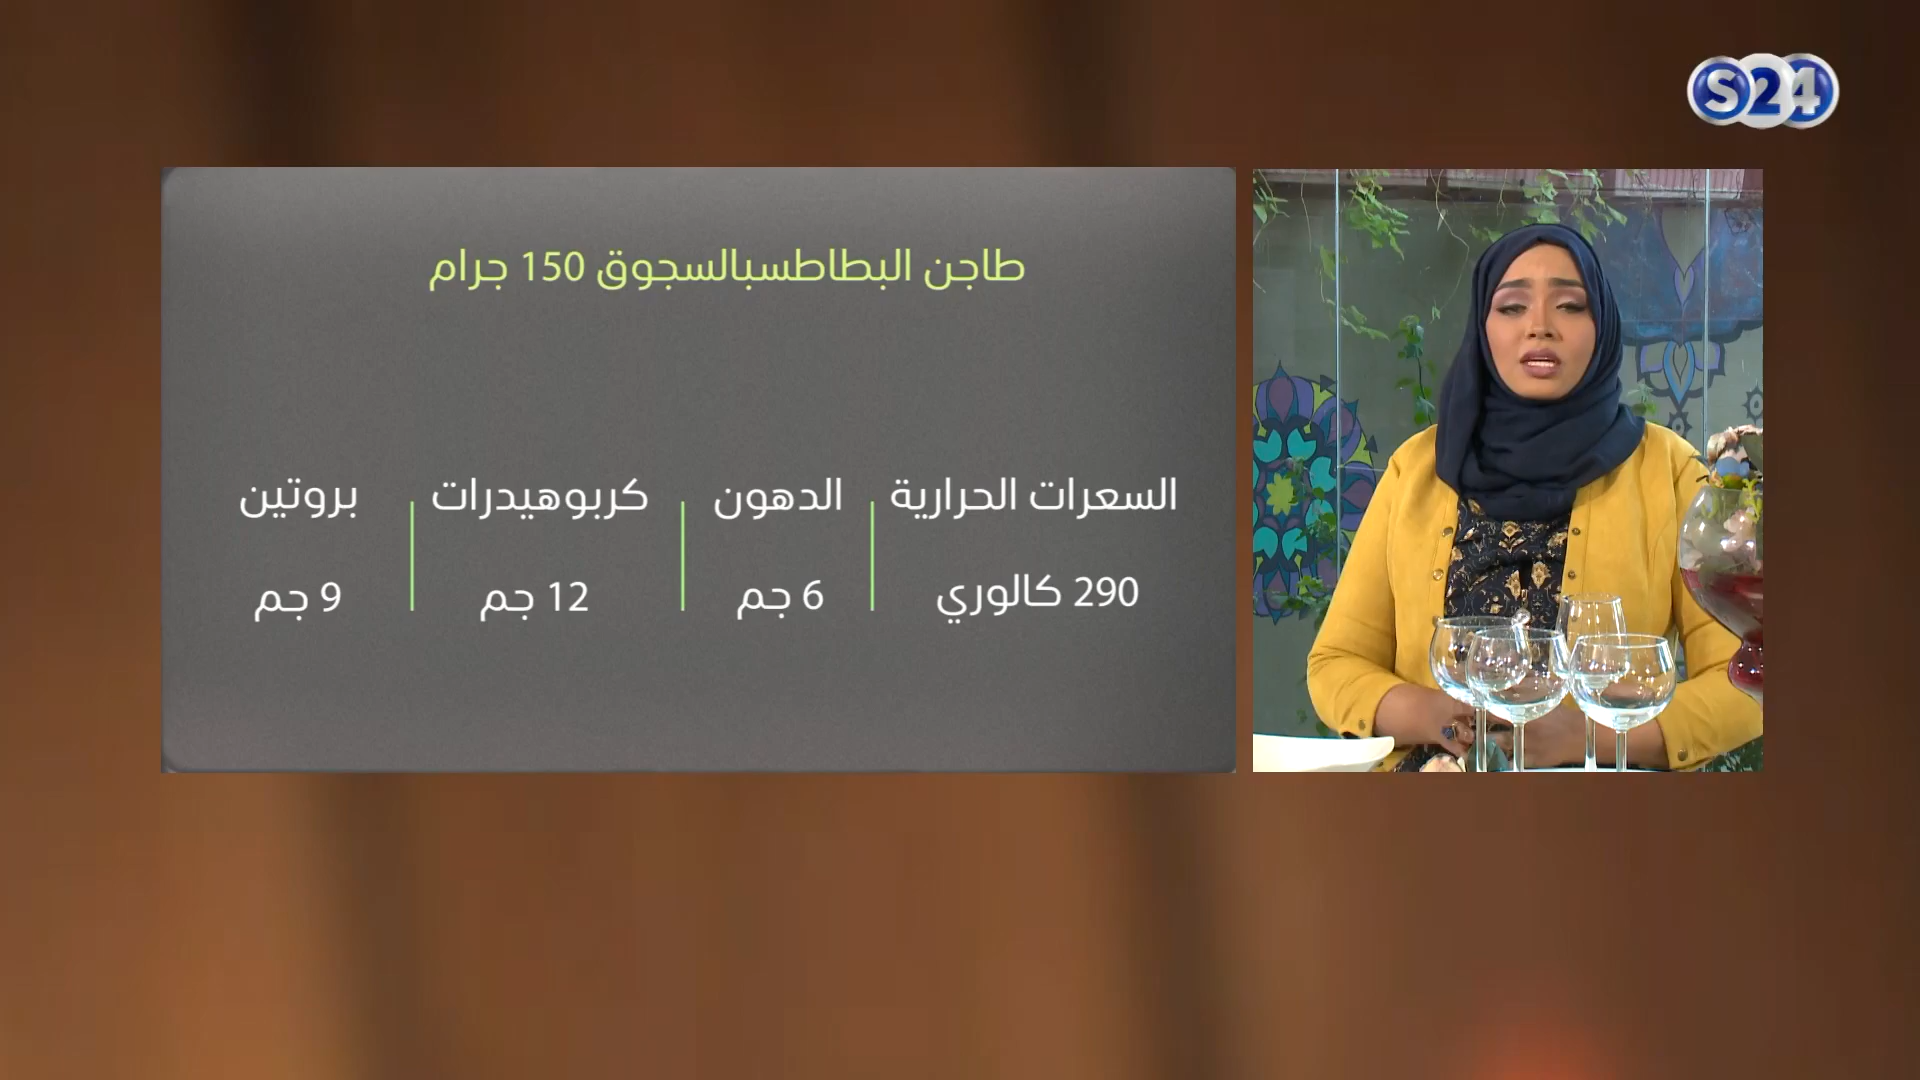 S24
طاجن البطاطسبالسجوق 150 جرام
السعرات الحرارية
الدهون
كربوهيدرات
بروتين
290 كالوري
6 جم
12 جم
9 جم